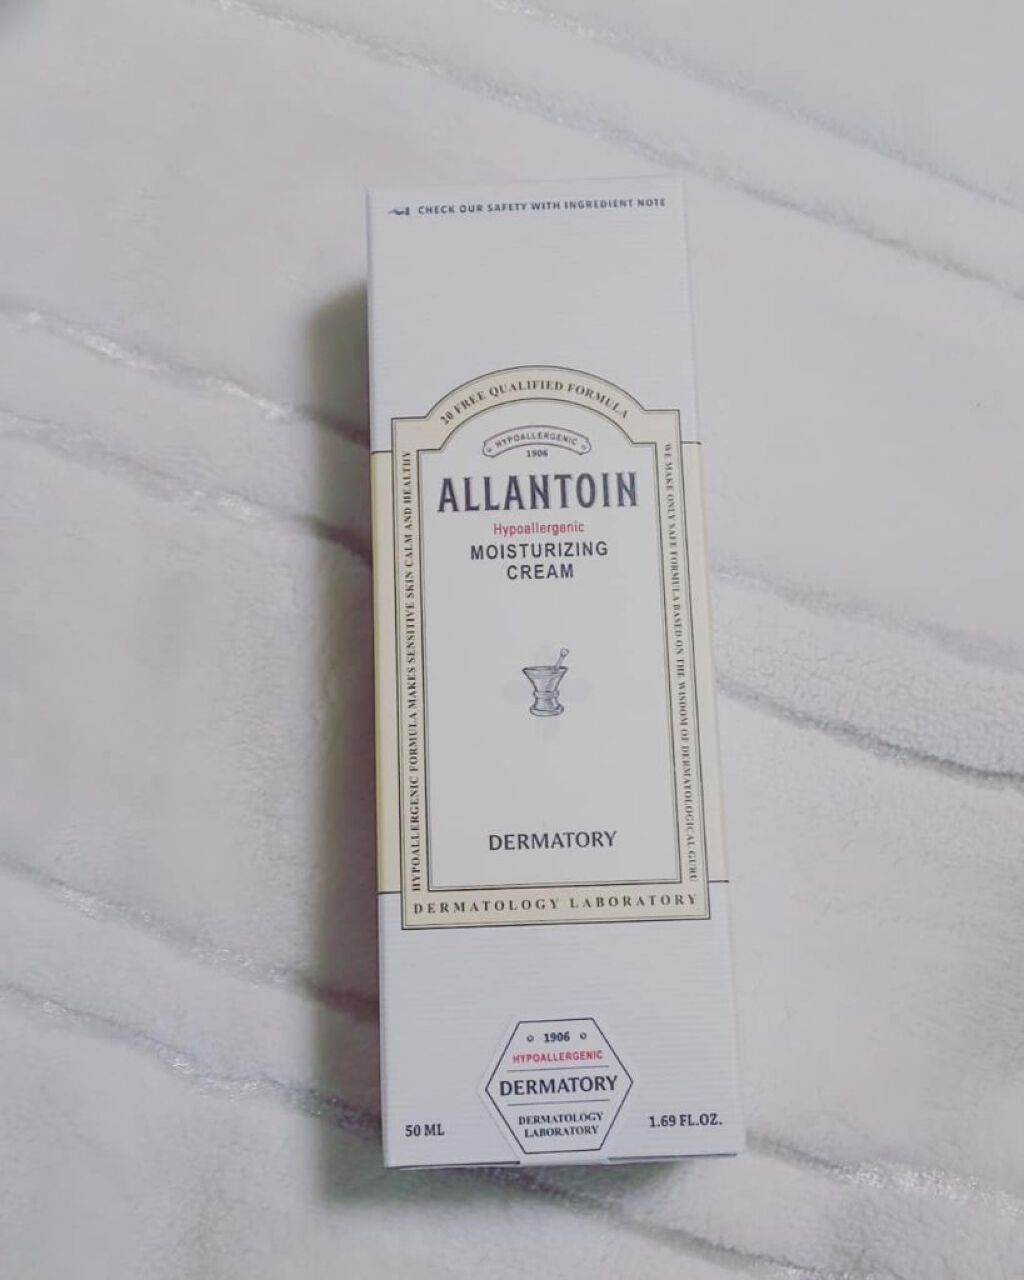 CHECK OUR SAFETY WITH INGREDIENT NOTE
20 FREE QUALIFIED FORMULA
HYPOALLERGENIC
1906
ALLANTOIN
Hypoallergenic
MOISTURIZING
CREAM
HYPOALLERGENIC FORMULA MAKES SENSITIVE SKIN CALM AND HEALTHY
WE MAKE ONLY SAFE FORMULA BASED ON THE WISDOM OF DERMATOLOGICAL GURU
DERMATORY
DERMATOLOGY LABORATORY
1906
HYPOALLERGENIC
DERMATORY
DERMATOLOGY
LABORATORY
50 ML
1.69 FL.OZ.